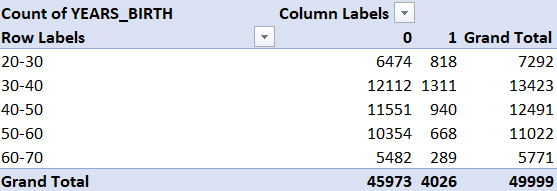 Count of YEARS_BIRTH Column Labels
Row Labels 0 1 Grand Total
20-30 6474 818 7292
30-40 12112 1311 13423
40-50 11551 940 12491
50-60 10354 668 11022
60-70 5482 289 5771
Grand Total 45973 4026 49999